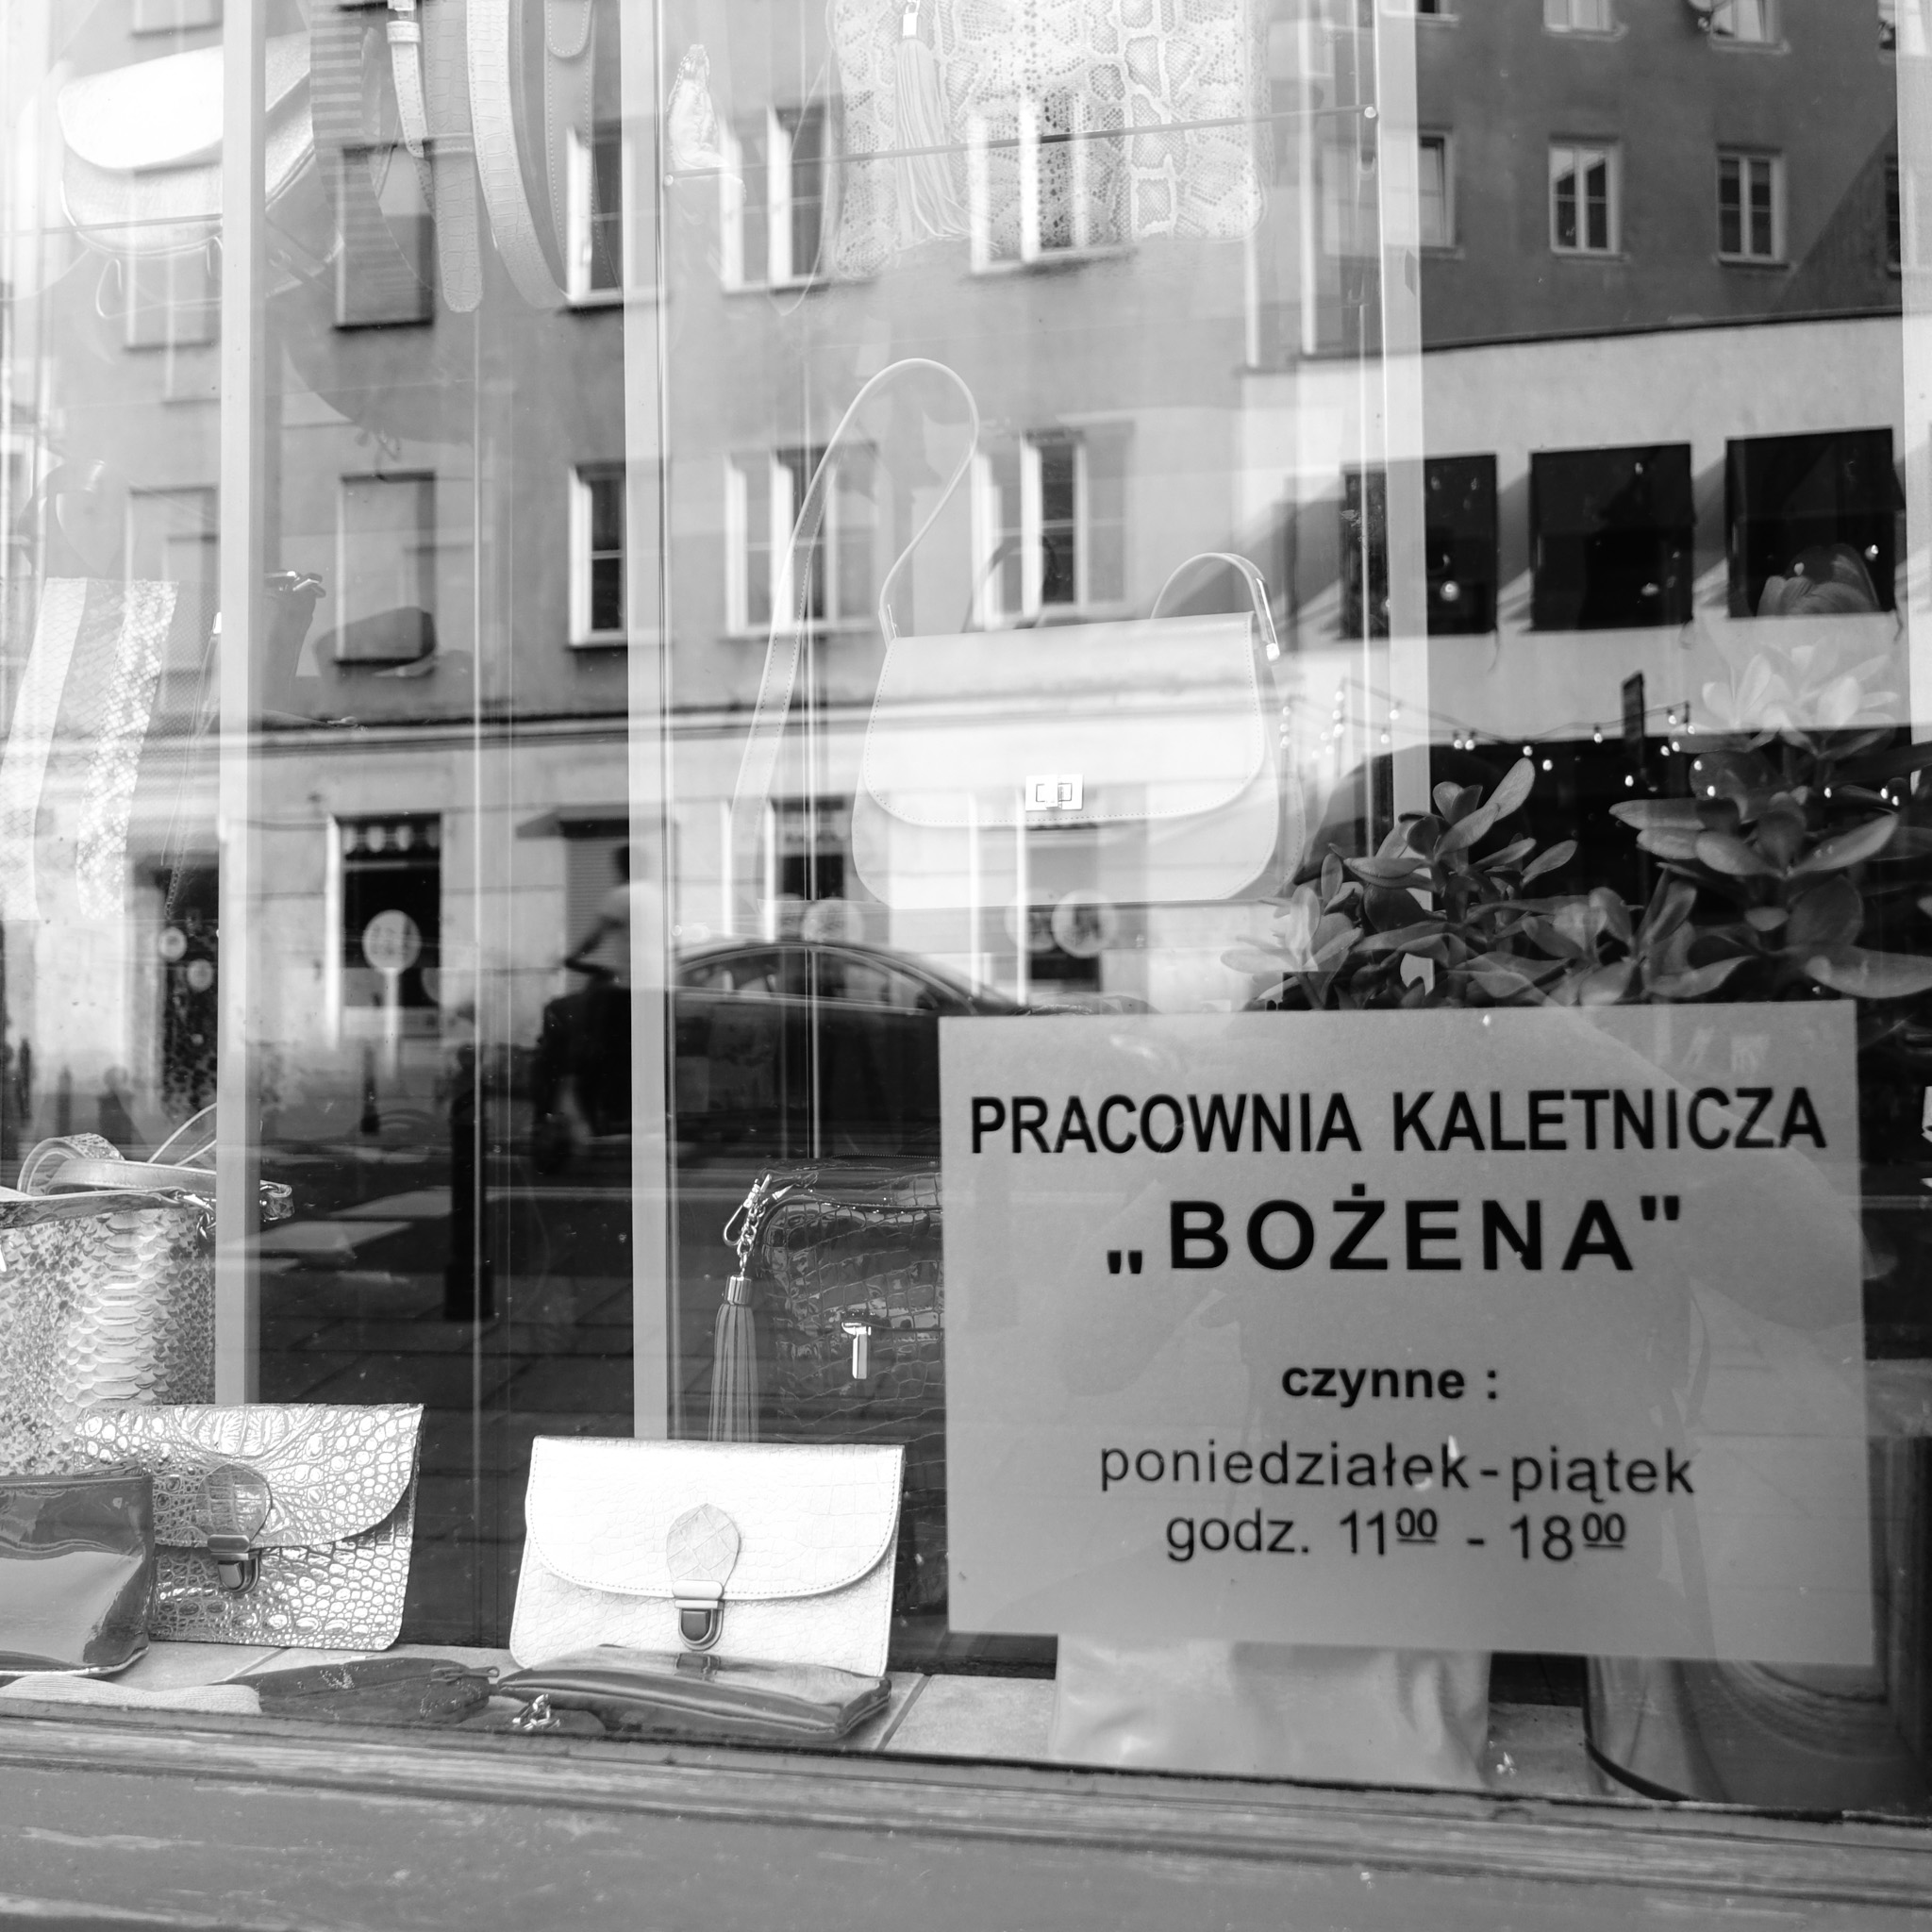 PRACOWNIA KALETNICZA
„BOŻENA"
czynne :
poniedziałek-piątek
godz. 11⁰⁰ - 18⁰⁰